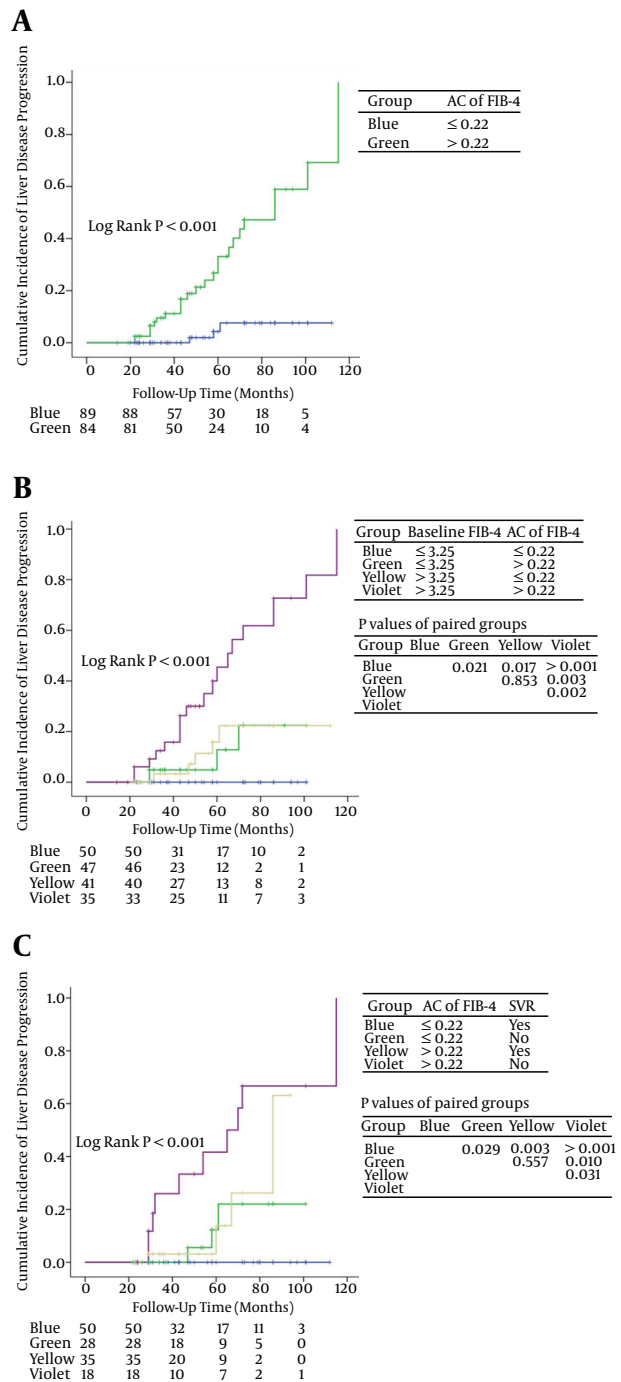 A
Cumulative Incidence of Liver Disease Progression
1.0
0.8
0.6
0.4
0.2
0.0
Log Rank P < 0.001
0 20 40 60 80 100 120
Follow-Up Time (Months)
Blue 89 88 57 30 18 5
Green 84 81 50 24 10 4
Group AC of FIB-4
Blue ≤ 0.22
Green > 0.22
B
Cumulative Incidence of Liver Disease Progression
1.0
0.8
0.6
0.4
0.2
0.0
Log Rank P < 0.001
0 20 40 60 80 100 120
Follow-Up Time (Months)
Blue 50 50 31 17 10 2
Green 47 46 23 12 2 1
Yellow 41 40 27 13 8 2
Violet 35 33 25 11 7 3
Group Baseline FIB-4 AC of FIB-4
Blue ≤ 3.25 ≤ 0.22
Green ≤ 3.25 > 0.22
Yellow > 3.25 ≤ 0.22
Violet > 3.25 > 0.22
P values of paired groups
Group Blue Green Yellow Violet
Blue 0.021 0.017 > 0.001
Green 0.853 0.003
Yellow 0.002
Violet
C
Cumulative Incidence of Liver Disease Progression
1.0
0.8
0.6
0.4
0.2
0.0
Log Rank P < 0.001
0 20 40 60 80 100 120
Follow-Up Time (Months)
Blue 50 50 32 17 11 3
Green 28 28 18 9 5 0
Yellow 35 35 20 9 2 0
Violet 18 18 10 7 2 1
Group AC of FIB-4 SVR
Blue ≤ 0.22 Yes
Green ≤ 0.22 No
Yellow > 0.22 Yes
Violet > 0.22 No
P values of paired groups
Group Blue Green Yellow Violet
Blue 0.029 0.003 > 0.001
Green 0.557 0.010
Yellow 0.031
Violet